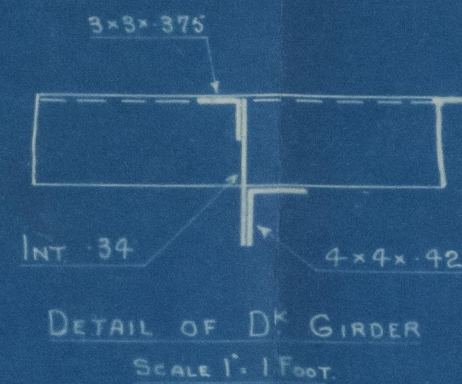 3×3×.375
INT .34
4×4×.42
DETAIL OF DK GIRDER
SCALE 1" = 1 FOOT.